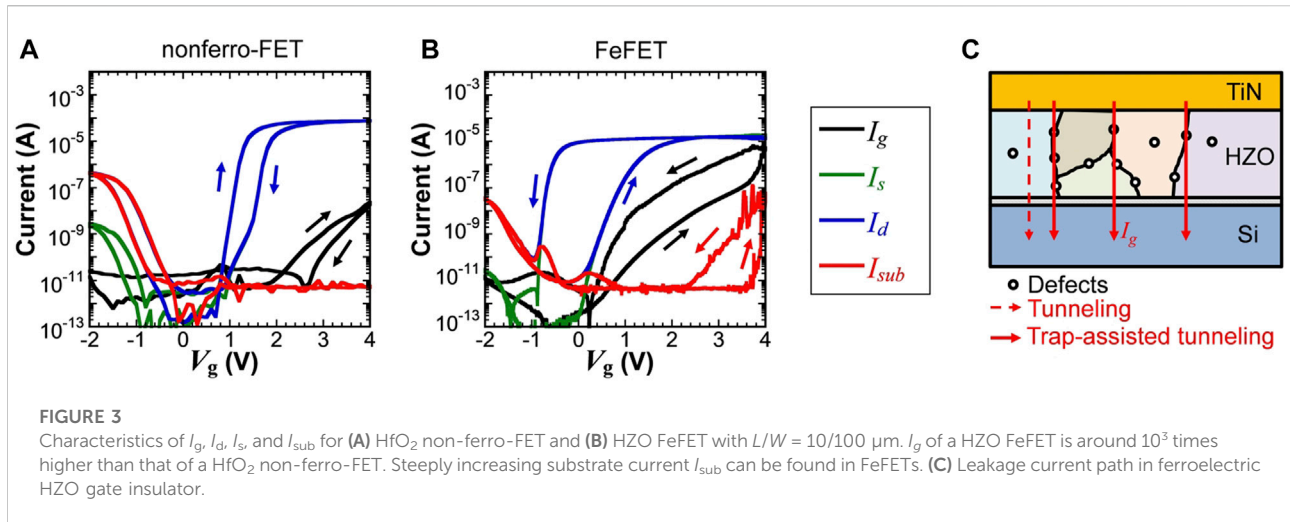 A
nonferro-FET
Current (A)
10⁻³
10⁻⁵
10⁻⁷
10⁻⁹
10⁻¹¹
10⁻¹³
-2 -1 0 1 2 3 4
Vg (V)
B
FeFET
Current (A)
10⁻³
10⁻⁵
10⁻⁷
10⁻⁹
10⁻¹¹
10⁻¹³
-2 -1 0 1 2 3 4
Vg (V)
Ig
Is
Id
Isub
C
TiN
HZO
Ig
Si
Defects
Tunneling
Trap-assisted tunneling
FIGURE 3
Characteristics of Ig, Id, Is, and Isub for (A) HfO₂ non-ferro-FET and (B) HZO FeFET with L/W = 10/100 μm. Ig of a HZO FeFET is around 10³ times
higher than that of a HfO₂ non-ferro-FET. Steeply increasing substrate current Isub can be found in FeFETs. (C) Leakage current path in ferroelectric
HZO gate insulator.